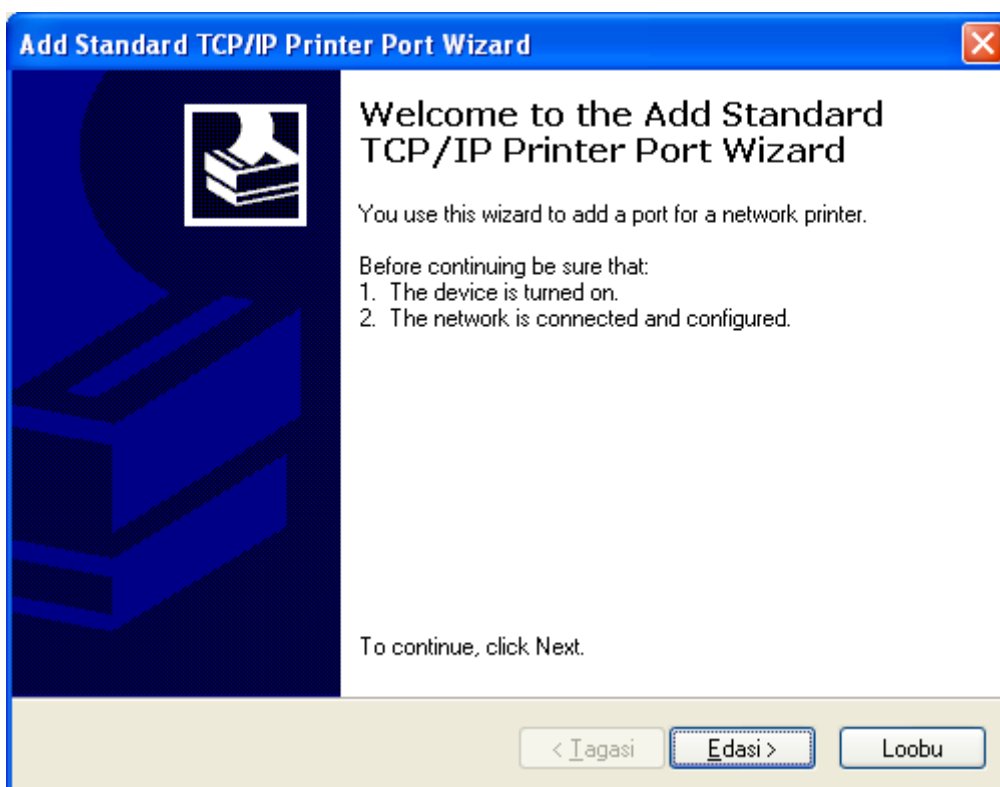 Add Standard TCP/IP Printer Port Wizard
Welcome to the Add Standard
TCP/IP Printer Port Wizard
You use this wizard to add a port for a network printer.
Before continuing be sure that:
1. The device is turned on.
2. The network is connected and configured.
To continue, click Next.
< Tagasi
Edasi >
Loobu